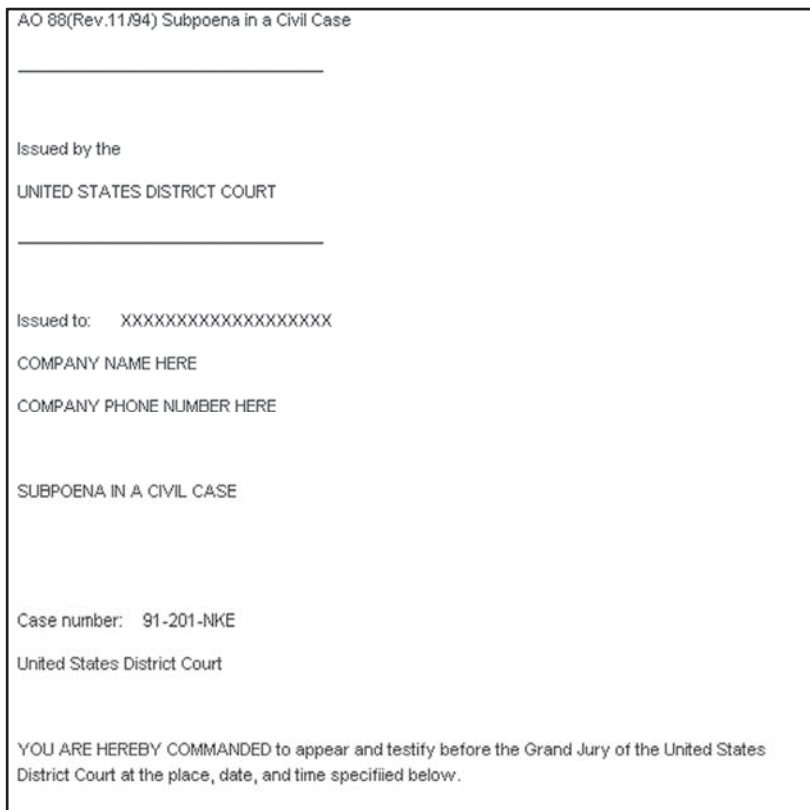 AO 88(Rev.11/94) Subpoena in a Civil Case
Issued by the
UNITED STATES DISTRICT COURT
Issued to: XXXXXXXXXXXXXXXXXXX
COMPANY NAME HERE
COMPANY PHONE NUMBER HERE
SUBPOENA IN A CIVIL CASE
Case number: 91-201-NKE
United States District Court
YOU ARE HEREBY COMMANDED to appear and testify before the Grand Jury of the United States
District Court at the place, date, and time specifiied below.